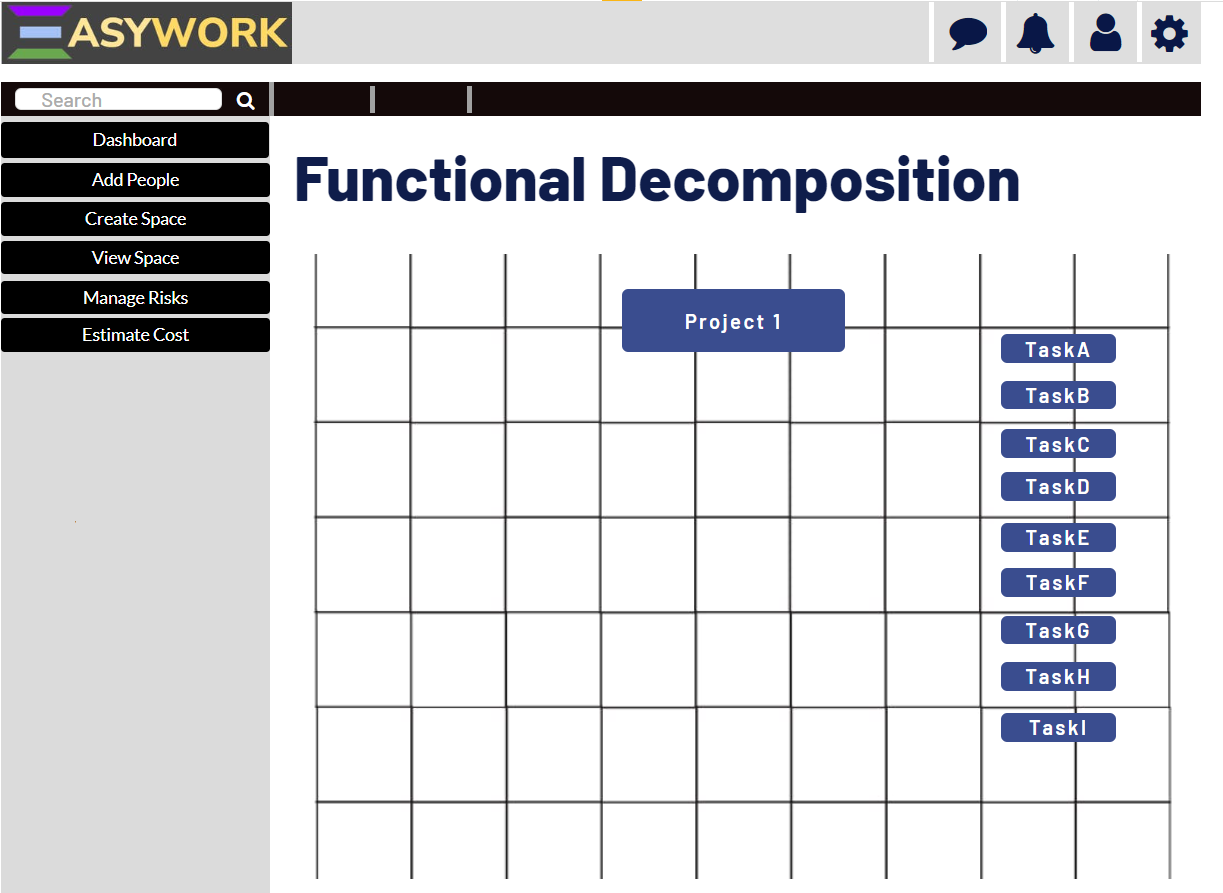 EASYWORK
Search
Dashboard
Add People
Create Space
View Space
Manage Risks
Estimate Cost
Functional Decomposition
Project 1
TaskA
TaskB
TaskC
TaskD
TaskE
TaskF
TaskG
TaskH
TaskI